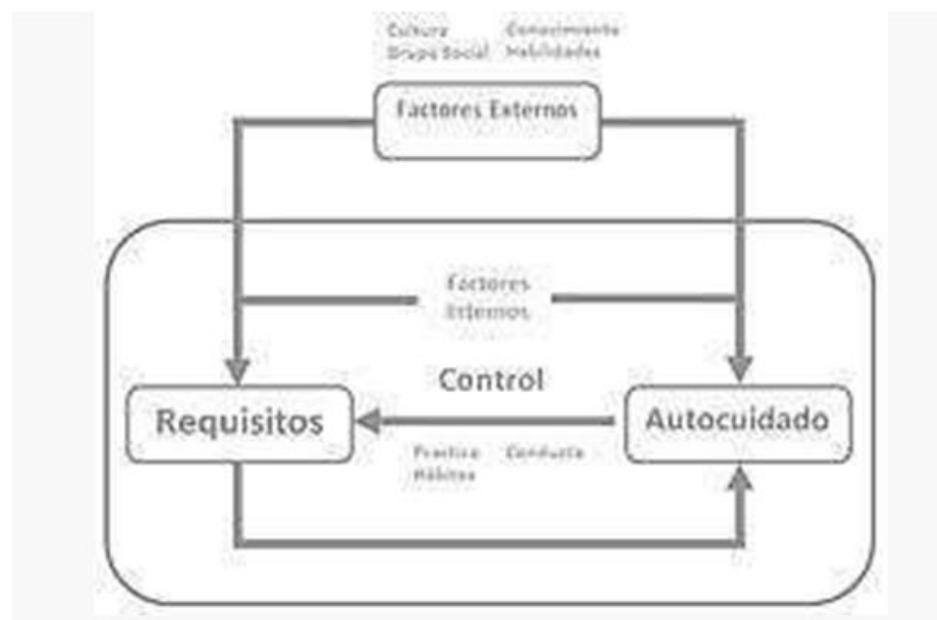 Cultura Conocimiento
Grupo Social Habilidades
Factores Externos
Factores
Externos
Control
Requisitos
Autocuidado
Practica Conducta
Hábitos